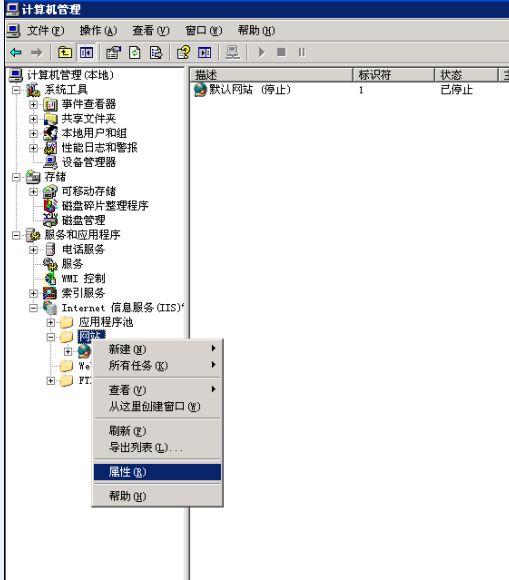 计算机管理
文件(F) 操作(A) 查看(V) 窗口(W) 帮助(H)
计算机管理(本地)
系统工具
事件查看器
共享文件夹
本地用户和组
性能日志和警报
设备管理器
存储
可移动存储
磁盘碎片整理程序
磁盘管理
服务和应用程序
电话服务
服务
WMI 控制
索引服务
Internet 信息服务(IIS)
应用程序池
网站
We
FT
描述 标识符 状态
默认网站 (停止) 1 已停止
新建(N)
所有任务(K)
查看(V)
从这里创建窗口(W)
刷新(F)
导出列表(L)...
属性(R)
帮助(H)